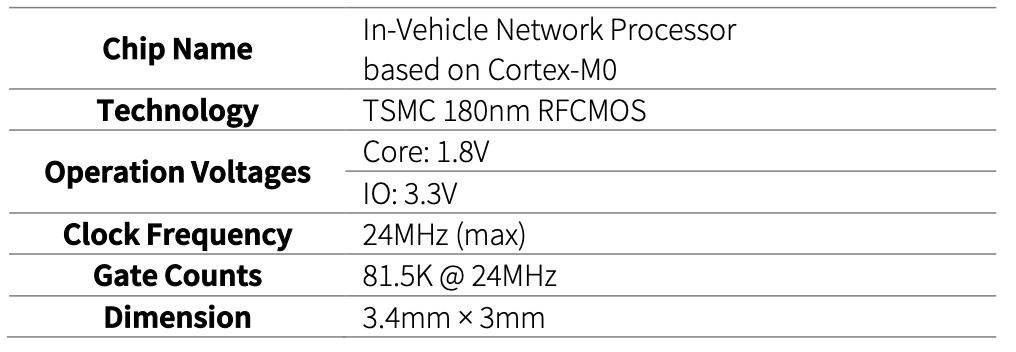 Chip Name
In-Vehicle Network Processor
based on Cortex-M0
Technology
TSMC 180nm RFCMOS
Operation Voltages
Core: 1.8V
IO: 3.3V
Clock Frequency
24MHz (max)
Gate Counts
81.5K @ 24MHz
Dimension
3.4mm × 3mm